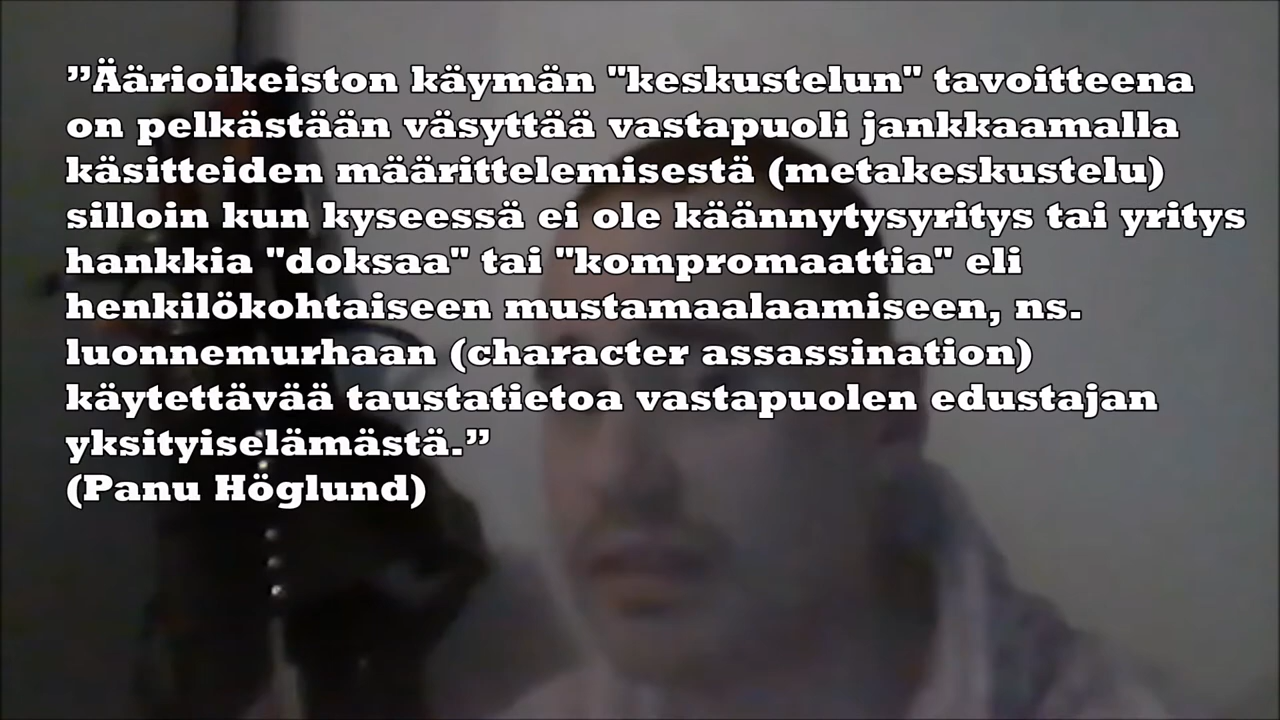 ”Äärioikeiston käymän "keskustelun" tavoitteena
on pelkästään väsyttää vastapuoli jankkaamalla
käsitteiden määrittelemisestä (metakeskustelu)
silloin kun kyseessä ei ole käännytysyritys tai yritys
hankkia "doksaa" tai "kompromaattia" eli
henkilökohtaiseen mustamaalaamiseen, ns.
luonnemurhaan (character assassination)
käytettävää taustatietoa vastapuolen edustajan
yksityiselämästä.”
(Panu Höglund)